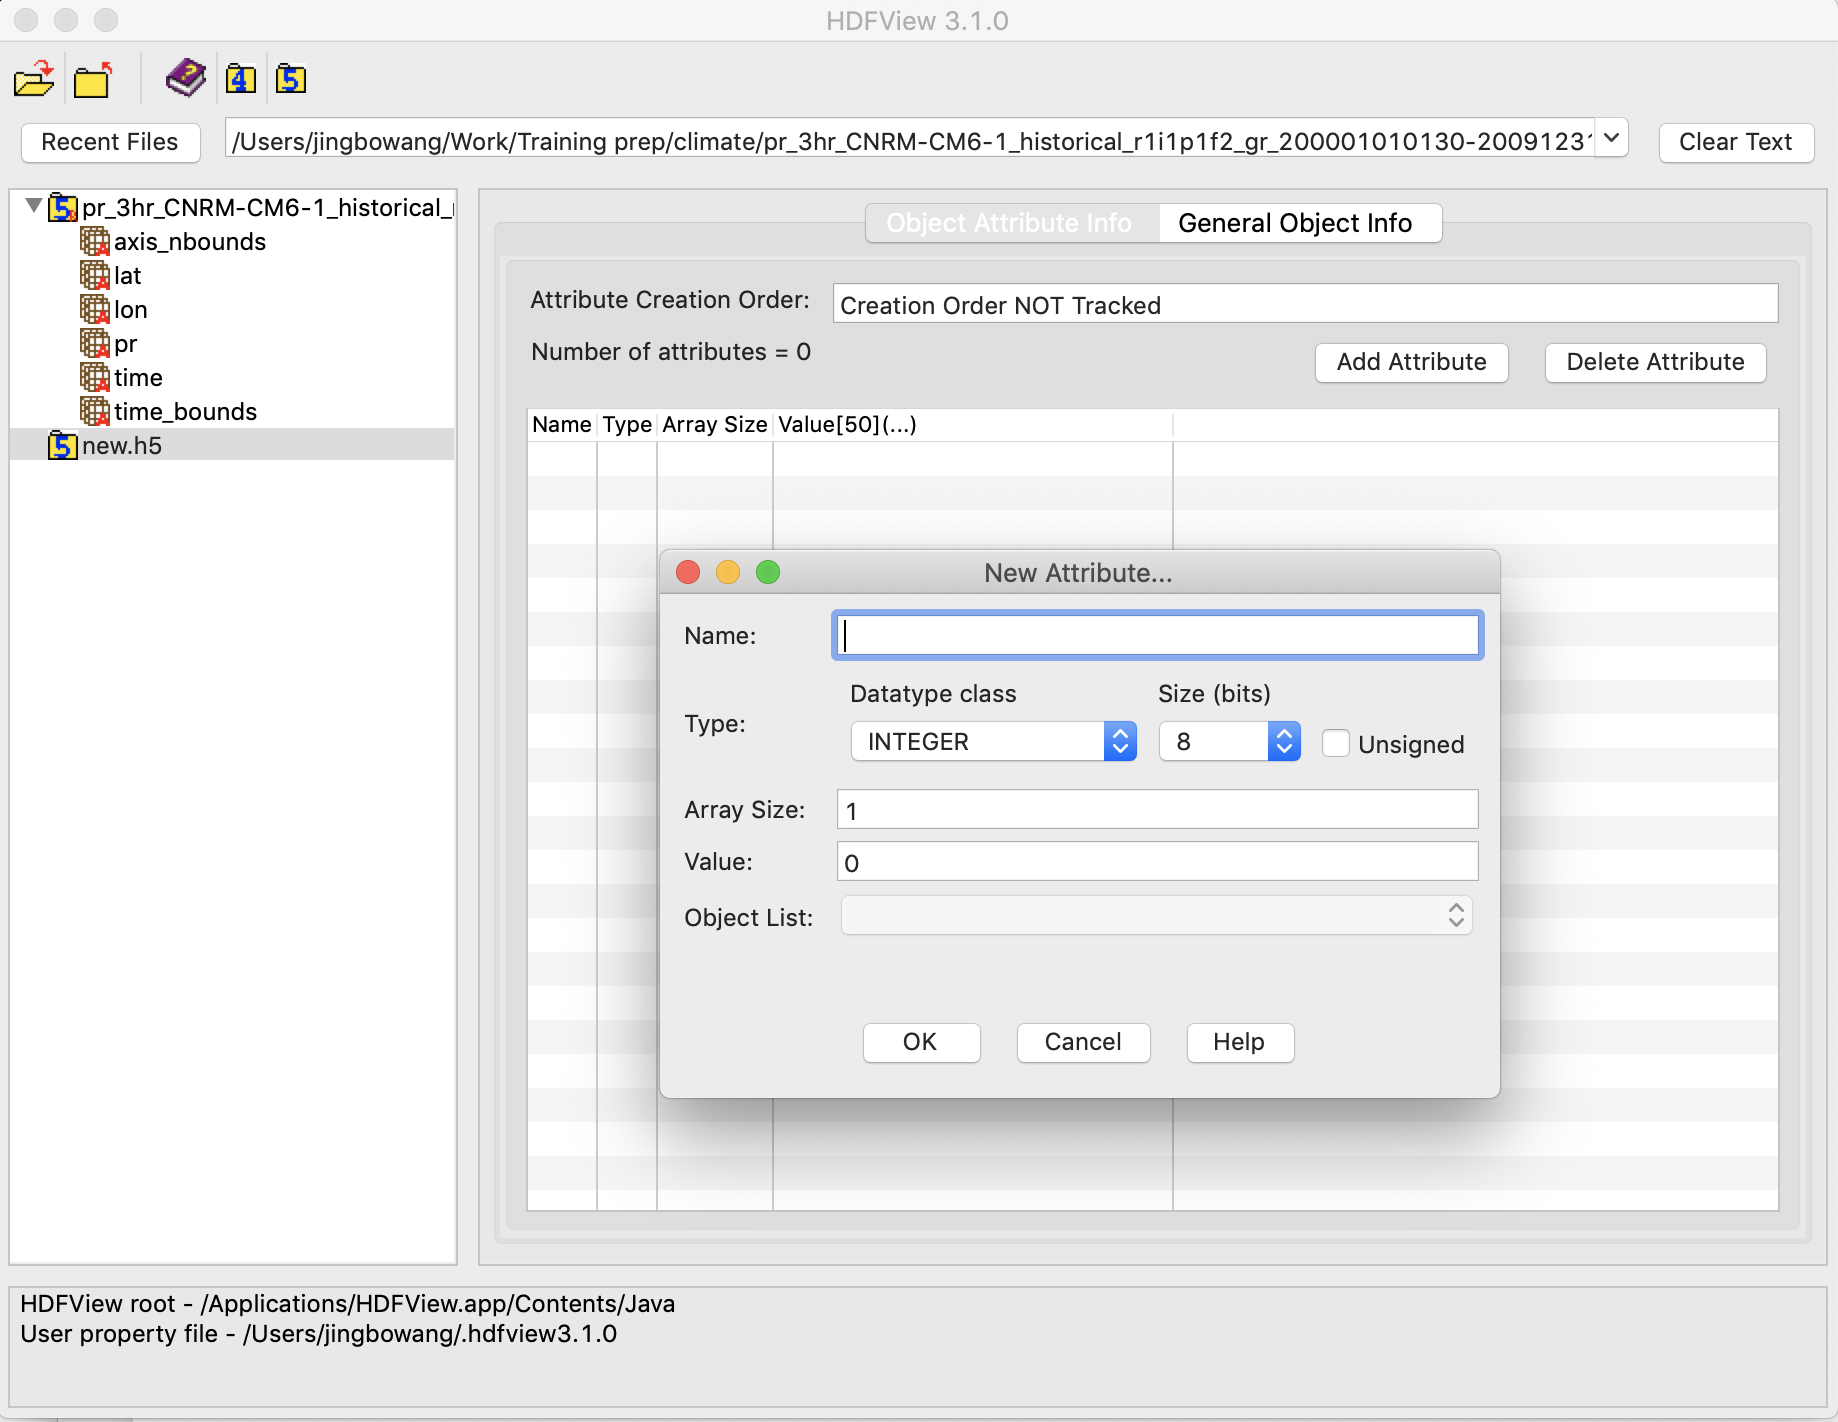 HDFView 3.1.0
4
5
Recent Files
/Users/jingbowang/Work/Training prep/climate/pr_3hr_CNRM-CM6-1_historical_r1i1p1f2_gr_200001010130-20091231
Clear Text
pr_3hr_CNRM-CM6-1_historical_
axis_nbounds
lat
lon
pr
time
time_bounds
new.h5
Object Attribute Info
General Object Info
Attribute Creation Order:
Creation Order NOT Tracked
Number of attributes = 0
Add Attribute
Delete Attribute
Name Type Array Size Value[50](...)
New Attribute...
Name:
Datatype class
Size (bits)
Type:
INTEGER
8
Unsigned
Array Size:
1
Value:
0
Object List:
OK
Cancel
Help
HDFView root - /Applications/HDFView.app/Contents/Java
User property file - /Users/jingbowang/.hdfview3.1.0